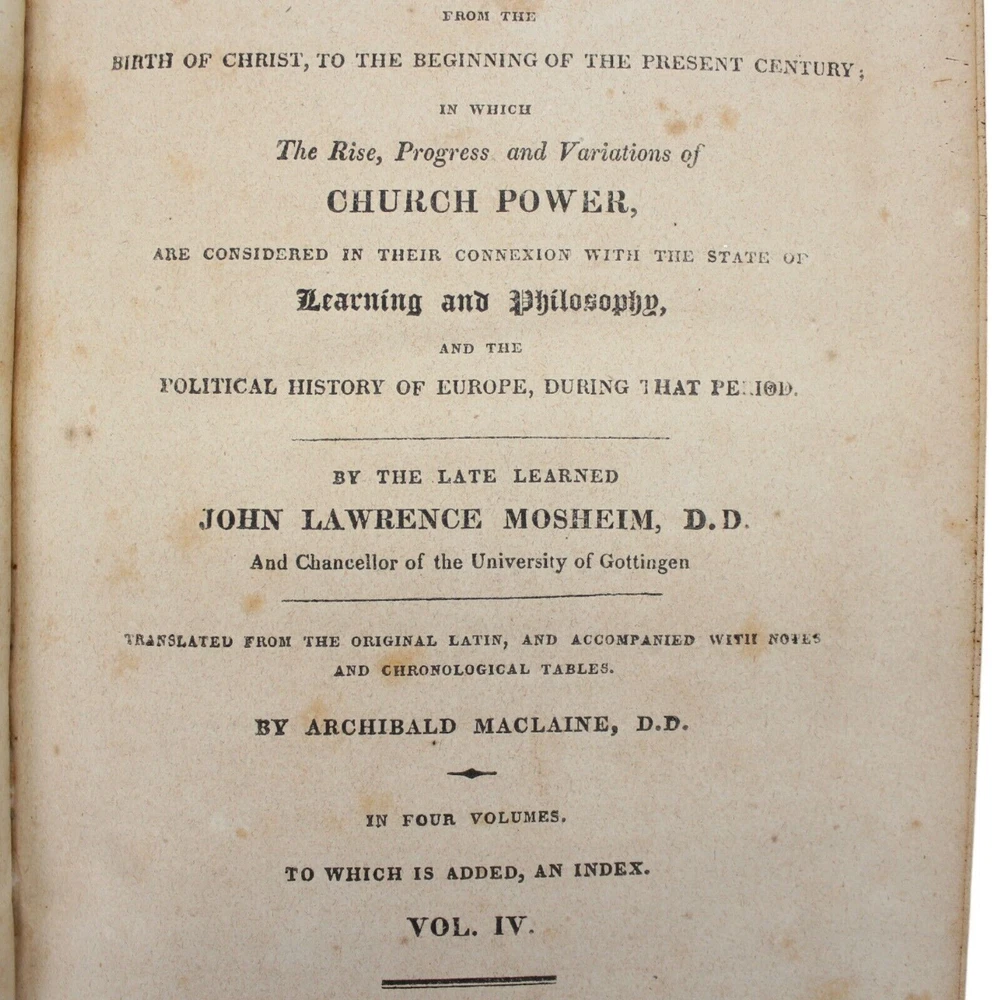 FROM THE
BIRTH OF CHRIST, TO THE BEGINNING OF THE PRESENT CENTURY;
IN WHICH
The Rise, Progress and Variations of
CHURCH POWER,
ARE CONSIDERED IN THEIR CONNEXION WITH THE STATE OF
Learning and Philosophy,
AND THE
POLITICAL HISTORY OF EUROPE, DURING THAT PERIOD.
BY THE LATE LEARNED
JOHN LAWRENCE MOSHEIM, D.D.
And Chancellor of the University of Gottingen
TRANSLATED FROM THE ORIGINAL LATIN, AND ACCOMPANIED WITH NOTES
AND CHRONOLOGICAL TABLES.
BY ARCHIBALD MACLAINE, D.D.
IN FOUR VOLUMES.
TO WHICH IS ADDED, AN INDEX.
VOL. IV.